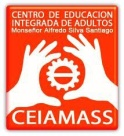 CENTRO DE EDUCACION
INTEGRADA DE ADULTOS
Monseñor Alfredo Silva Santiago
CEIAMASS